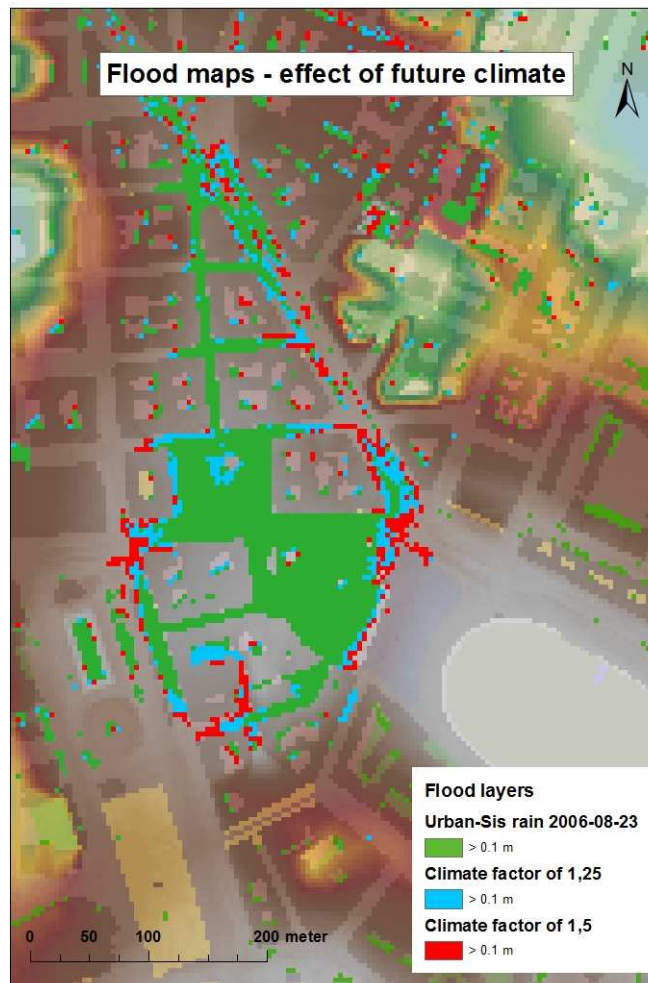 Flood maps - effect of future climate
N
Flood layers
Urban-Sis rain 2006-08-23
> 0.1 m
Climate factor of 1,25
> 0.1 m
Climate factor of 1,5
> 0.1 m
0 50 100 200 meter